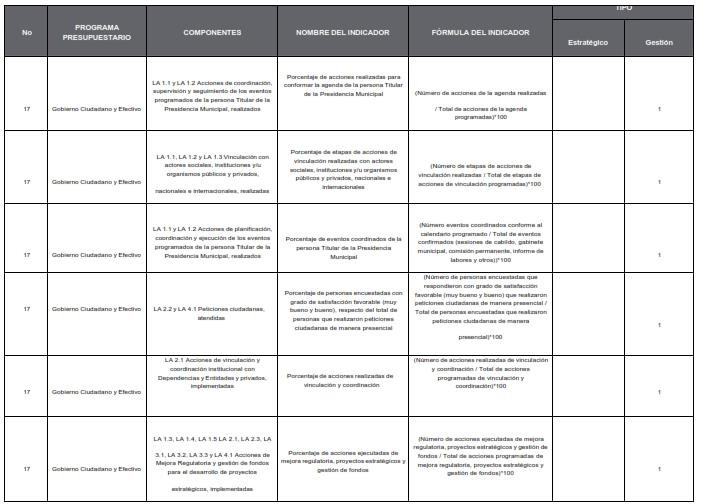 TIPO
No
PROGRAMA
PRESUPUESTARIO
COMPONENTES
NOMBRE DEL INDICADOR
FÓRMULA DEL INDICADOR
Estratégico
Gestión
17
Gobierno Ciudadano y Efectivo
LA 1.1 y LA 1.2 Acciones de coordinación,
supervisión y seguimiento de los eventos
programados de la persona Titular de la
Presidencia Municipal, realizados
Porcentaje de acciones realizadas para
conformar la agenda de la persona Titular
de la Presidencia Municipal
(Número de acciones de la agenda realizadas
/ Total de acciones de la agenda
programadas)*100
1
17
Gobierno Ciudadano y Efectivo
LA 1.1, LA 1.2 y LA 1.3 Vinculación con
actores sociales, instituciones y/u
organismos públicos y privados,
nacionales e internacionales, realizadas
Porcentaje de etapas de acciones de
vinculación realizadas con actores
sociales, instituciones y/u organismos
públicos y privados, nacionales e
internacionales
(Número de etapas de acciones de
vinculación realizadas / Total de etapas de
acciones de vinculación programadas)*100
1
17
Gobierno Ciudadano y Efectivo
LA 1.1 y LA 1.2 Acciones de planificación,
coordinación y ejecución de los eventos
programados de la persona Titular de la
Presidencia Municipal, realizados
Porcentaje de eventos coordinados de la
persona Titular de la Presidencia
Municipal
(Número eventos coordinados conforme al
calendario programado / Total de eventos
confirmados (sesiones de cabildo, gabinete
municipal, comisión permanente, informe de
labores y otros))*100
1
17
Gobierno Ciudadano y Efectivo
LA 2.2 y LA 4.1 Peticiones ciudadanas,
atendidas
Porcentaje de personas encuestadas con
grado de satisfacción favorable (muy
bueno y bueno), respecto del total de
personas que realizaron peticiones
ciudadanas de manera presencial
(Número de personas encuestadas que
respondieron con grado de satisfacción
favorable (muy bueno y bueno) que realizaron
peticiones ciudadanas de manera presencial /
Total de personas encuestadas que realizaron
peticiones ciudadanas de manera
presencial)*100
1
17
Gobierno Ciudadano y Efectivo
LA 2.1 Acciones de vinculación y
coordinación institucional con
Dependencias y Entidades y privados,
implementadas
Porcentaje de acciones realizadas de
vinculación y coordinación
(Número de acciones realizadas de vinculación
y coordinación / Total de acciones
programadas de vinculación y
coordinación)*100
1
17
Gobierno Ciudadano y Efectivo
LA 1.3, LA 1.4, LA 1.5 LA 2.1, LA 2.3, LA
3.1, LA 3.2, LA 3.3 y LA 4.1 Acciones de
Mejora Regulatoria y gestión de fondos
para el desarrollo de proyectos
estratégicos, implementadas
Porcentaje de acciones ejecutadas de
mejora regulatoria, proyectos estratégicos y
gestión de fondos
(Número de acciones ejecutadas de mejora
regulatoria, proyectos estratégicos y gestión de
fondos / Total de acciones programadas de
mejora regulatoria, proyectos estratégicos y
gestión de fondos)*100
1